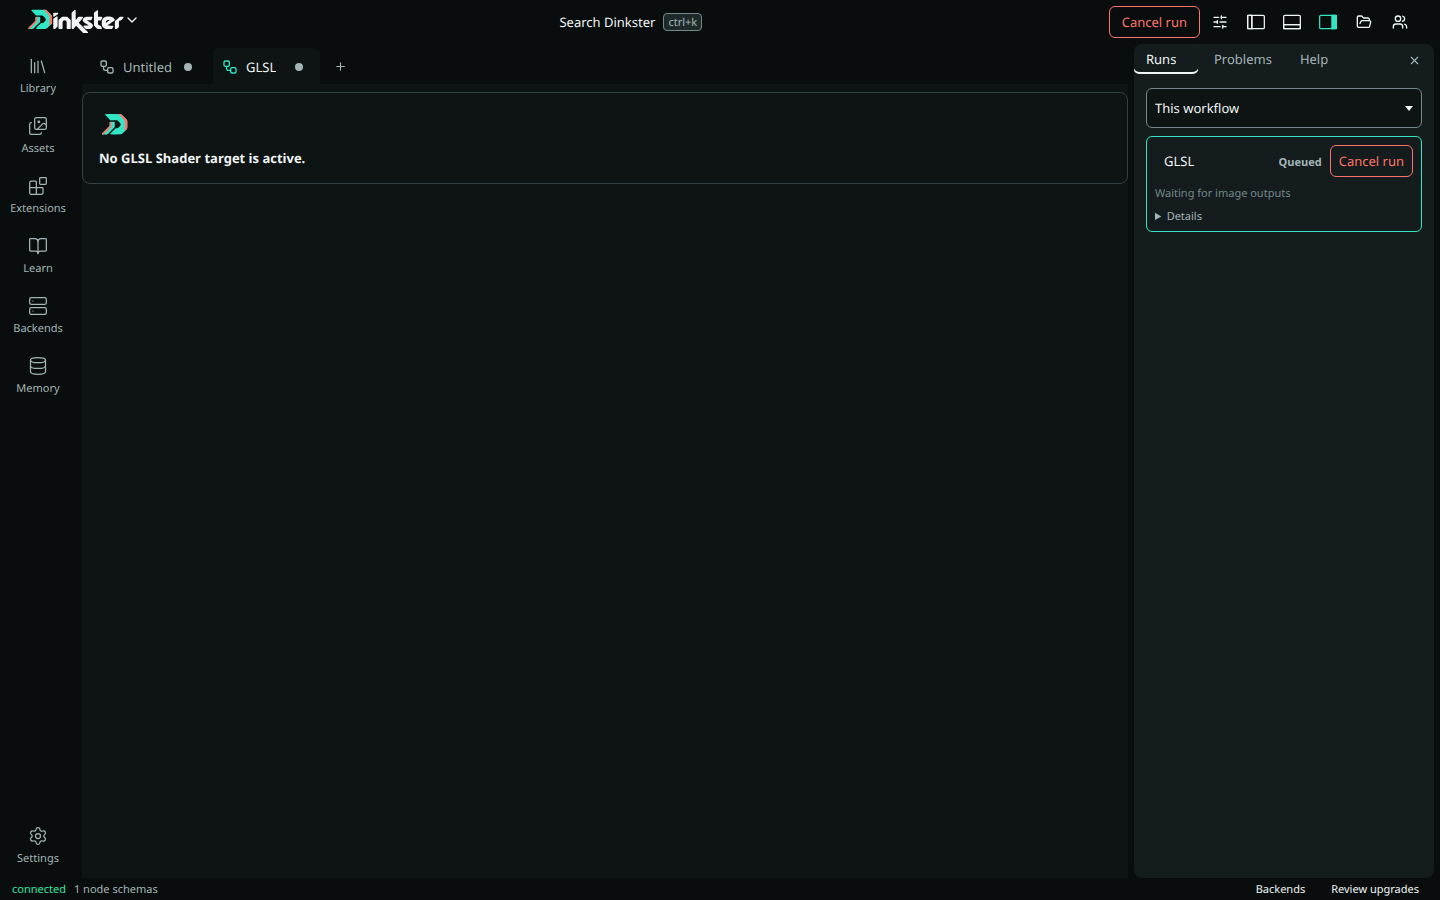 Dinkster
Search Dinkster ctrl+k
Cancel run
Library
Assets
Extensions
Learn
Backends
Memory
Settings
Untitled
GLSL
No GLSL Shader target is active.
Runs Problems Help
This workflow
GLSL Queued Cancel run
Waiting for image outputs
Details
connected 1 node schemas
Backends Review upgrades